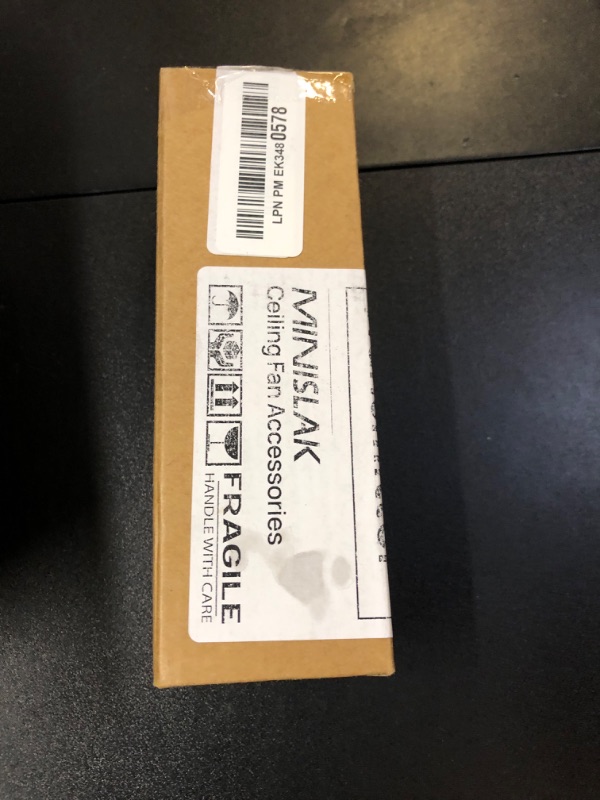 LPN PM EK348 0578
MINISLAK
Ceiling Fan Accessories
FRAGILE
HANDLE WITH CARE